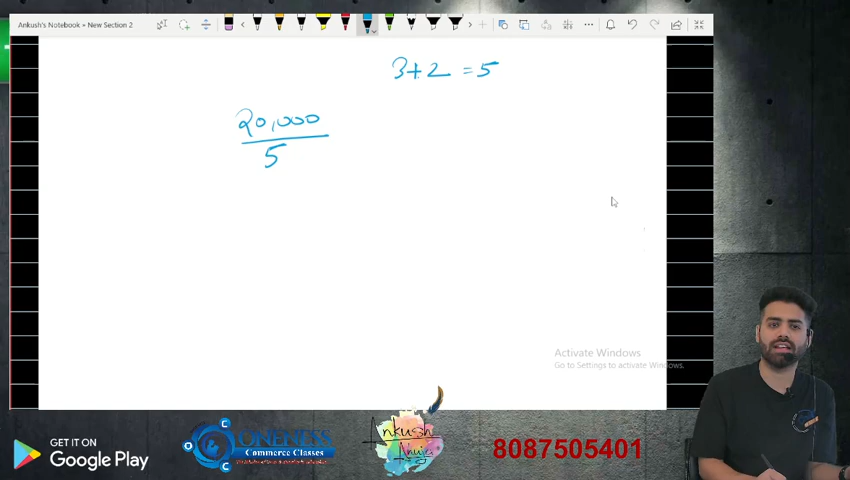 Ankush's Notebook » New Section 2
3+2 = 5
20,000
5
Activate Windows
Go to Settings to activate Windows.
GET IT ON
Google Play
C
O
C
C
ONENESS
Commerce Classes
Ankush
Ahuja
8087505401